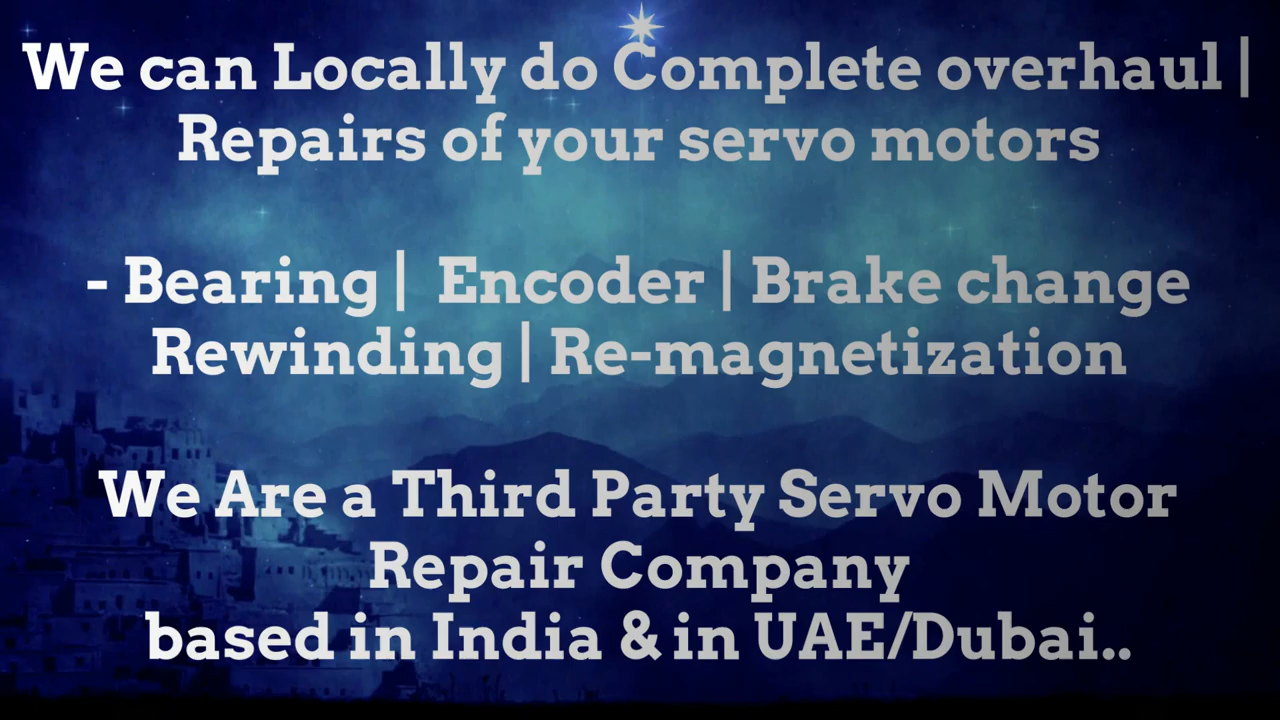 We can Locally do Complete overhaul |
Repairs of your servo motors
- Bearing | Encoder | Brake change
Rewinding | Re-magnetization
We Are a Third Party Servo Motor
Repair Company
based in India & in UAE/Dubai..